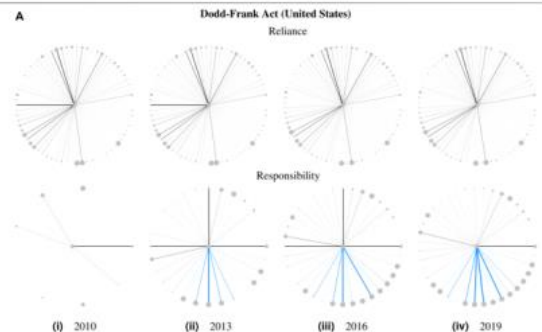 A
Dodd-Frank Act (United States)
Reliance
Responsibility
(i) 2010
(ii) 2013
(iii) 2016
(iv) 2019